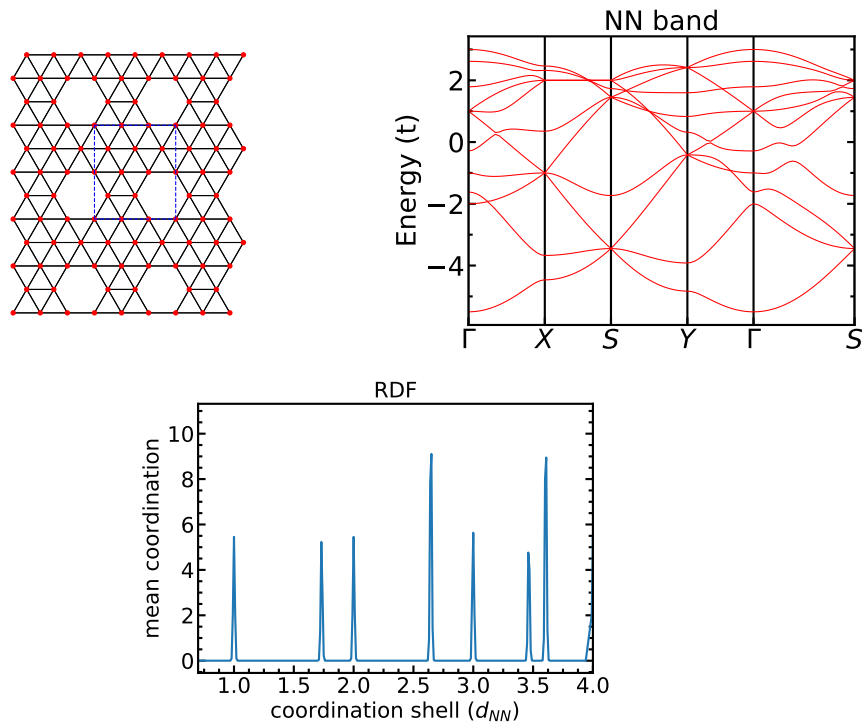 NN band
Energy (t)
2
0
−2
−4
Γ X S Y Γ S
RDF
mean coordination
10
8
6
4
2
0
1.0 1.5 2.0 2.5 3.0 3.5 4.0
coordination shell (d_NN)